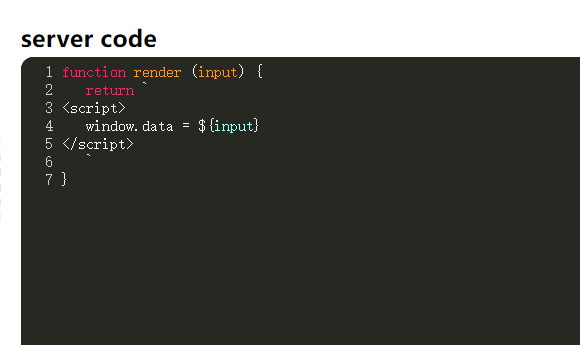 server code
1 function render (input) {
2 return `
3 <script>
4 window.data = ${input}
5 </script>
6 `
7 }